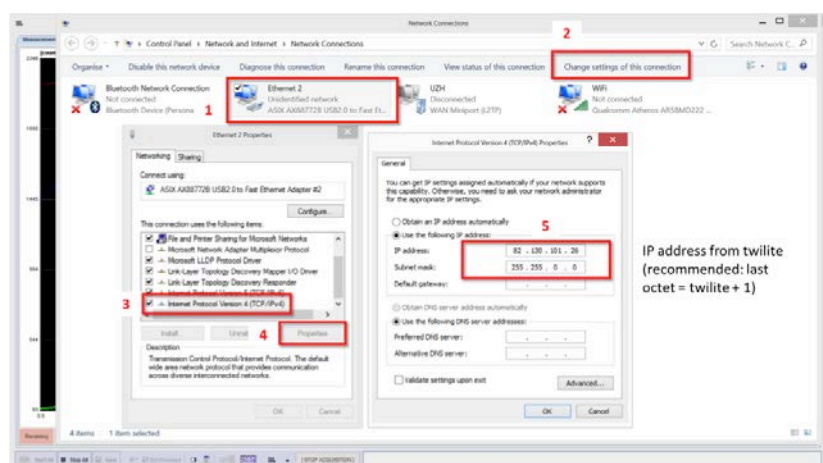 Network Connections
2
Control Panel › Network and Internet › Network Connections
Search Network C...
Organise
Disable this network device
Diagnose this connection
Rename this connection
View status of this connection
Change settings of this connection
Bluetooth Network Connection
Not connected
Bluetooth Device (Persona
1
Ethernet 2
Unidentified network
ASIX AX88772B USB2.0 to Fast Et...
UZH
Disconnected
WAN Miniport (L2TP)
WiFi
Not connected
Qualcomm Atheros AR5BMD222 ...
Ethernet 2 Properties
Networking
Sharing
Connect using:
ASIX AX88772B USB2.0 to Fast Ethernet Adapter #2
Configure...
This connection uses the following items:
File and Printer Sharing for Microsoft Networks
Microsoft Network Adapter Multiplexor Protocol
Microsoft LLDP Protocol Driver
Link-Layer Topology Discovery Mapper I/O Driver
Link-Layer Topology Discovery Responder
Internet Protocol Version 4 (TCP/IPv4)
3
4
Install...
Properties
Description
Transmission Control Protocol/Internet Protocol. The default
wide area network protocol that provides communication
across diverse interconnected networks.
OK
Cancel
Internet Protocol Version 4 (TCP/IPv4) Properties
General
You can get IP settings assigned automatically if your network supports
this capability. Otherwise, you need to ask your network administrator
for the appropriate IP settings.
Obtain an IP address automatically
5
Use the following IP address:
IP address: 82 . 130 . 101 . 26
Subnet mask: 255 . 255 . 0 . 0
Default gateway:
Obtain DNS server address automatically
Use the following DNS server addresses:
Preferred DNS server:
Alternative DNS server:
Validate settings upon exit
Advanced...
OK
Cancel
IP address from twilite
(recommended: last
octet = twilite + 1)
4 items
1 item selected
[STOP ACQUISITION]